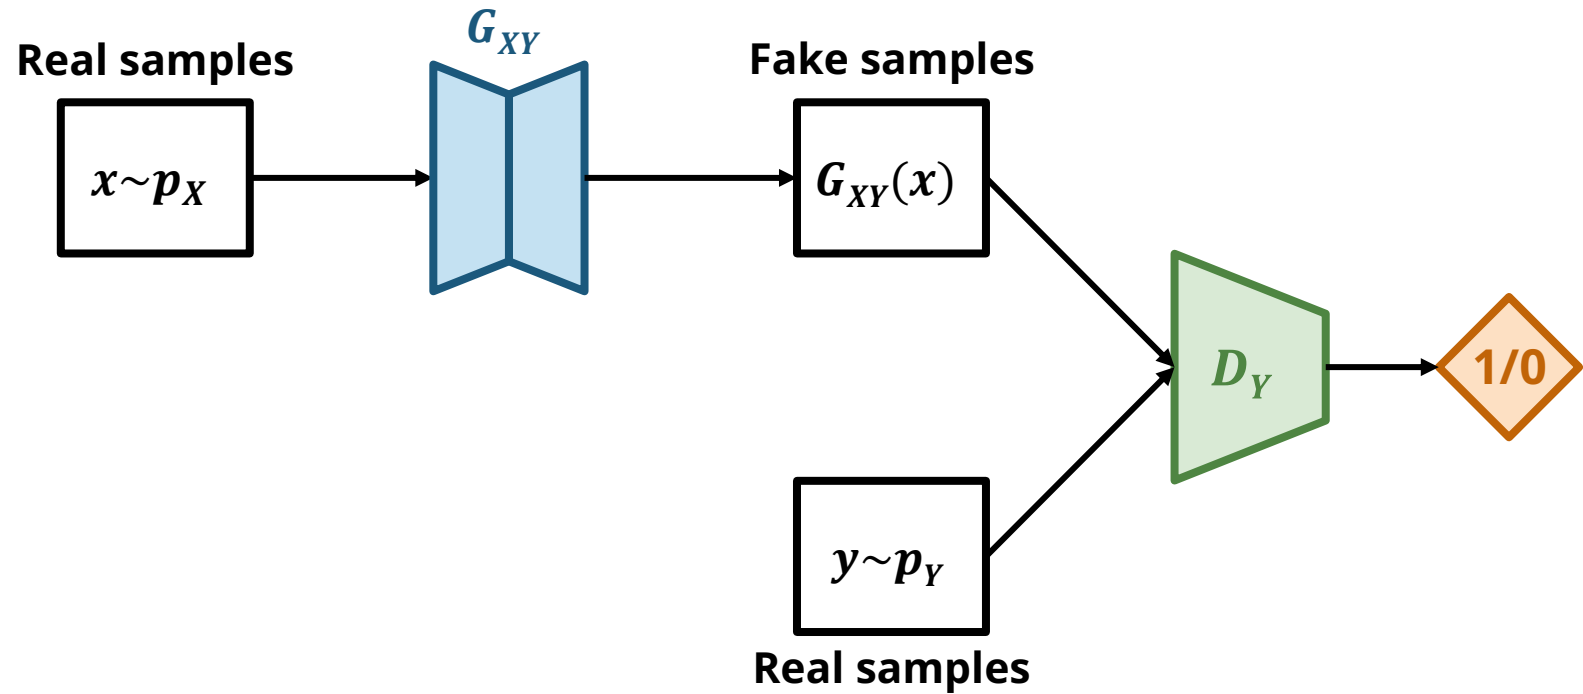 Real samples
x~p_X
G_XY
Fake samples
G_XY(x)
D_Y
1/0
y~p_Y
Real samples